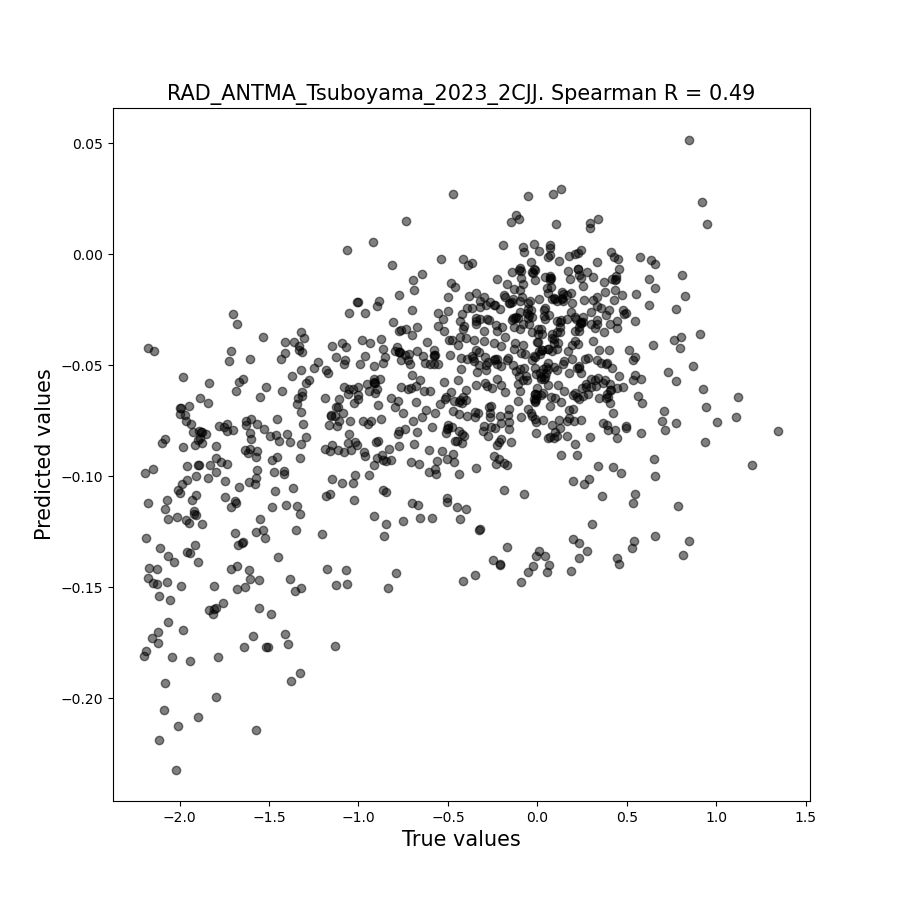 RAD_ANTMA_Tsuboyama_2023_2CJJ. Spearman R = 0.49
0.05
0.00
−0.05
−0.10
−0.15
−0.20
Predicted values
−2.0 −1.5 −1.0 −0.5 0.0 0.5 1.0 1.5
True values